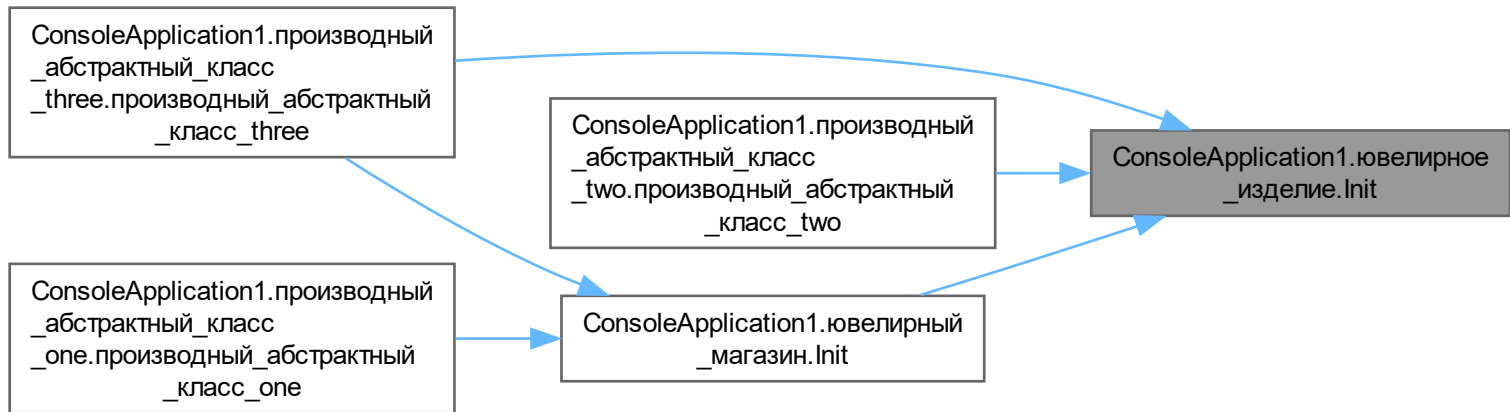 ConsoleApplication1.производный
_абстрактный_класс
_three.производный_абстрактный
_класс_three
ConsoleApplication1.производный
_абстрактный_класс
_two.производный_абстрактный
_класс_two
ConsoleApplication1.ювелирное
_изделие.Init
ConsoleApplication1.производный
_абстрактный_класс
_one.производный_абстрактный
_класс_one
ConsoleApplication1.ювелирный
_магазин.Init